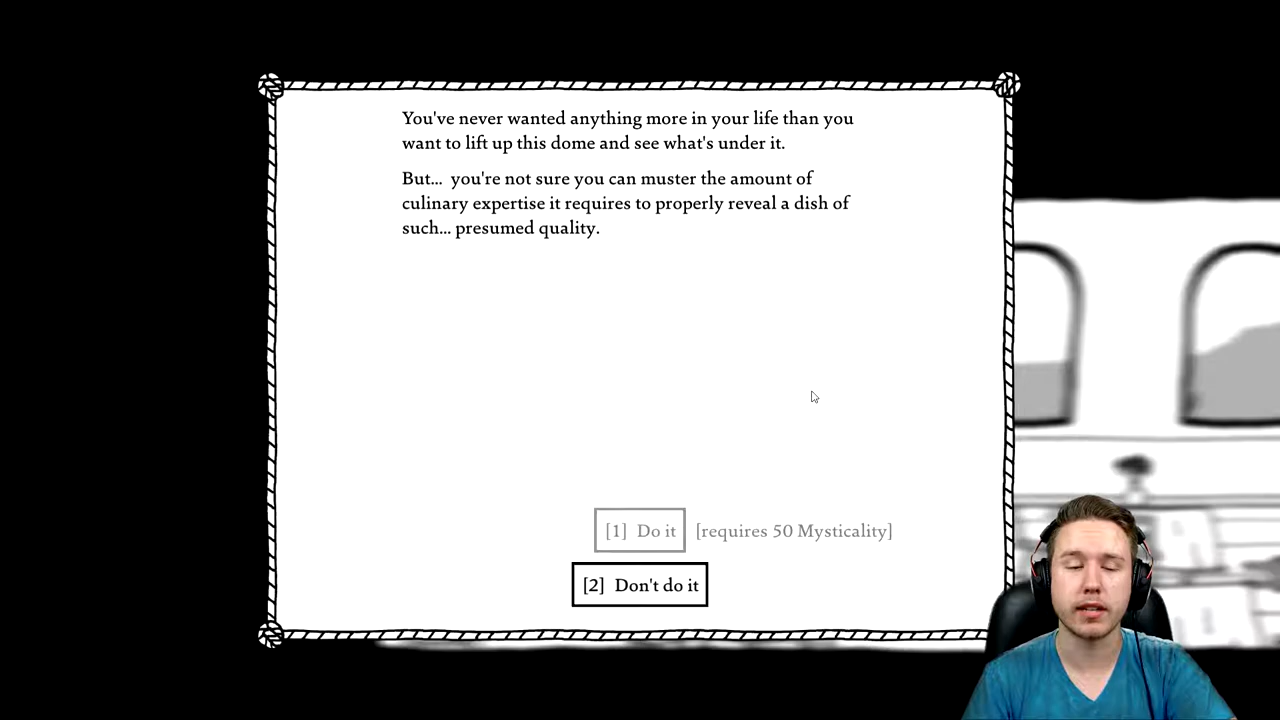 You've never wanted anything more in your life than you
want to lift up this dome and see what's under it.
But... you're not sure you can muster the amount of
culinary expertise it requires to properly reveal a dish of
such... presumed quality.
[1] Do it [requires 50 Mysticality]
[2] Don't do it